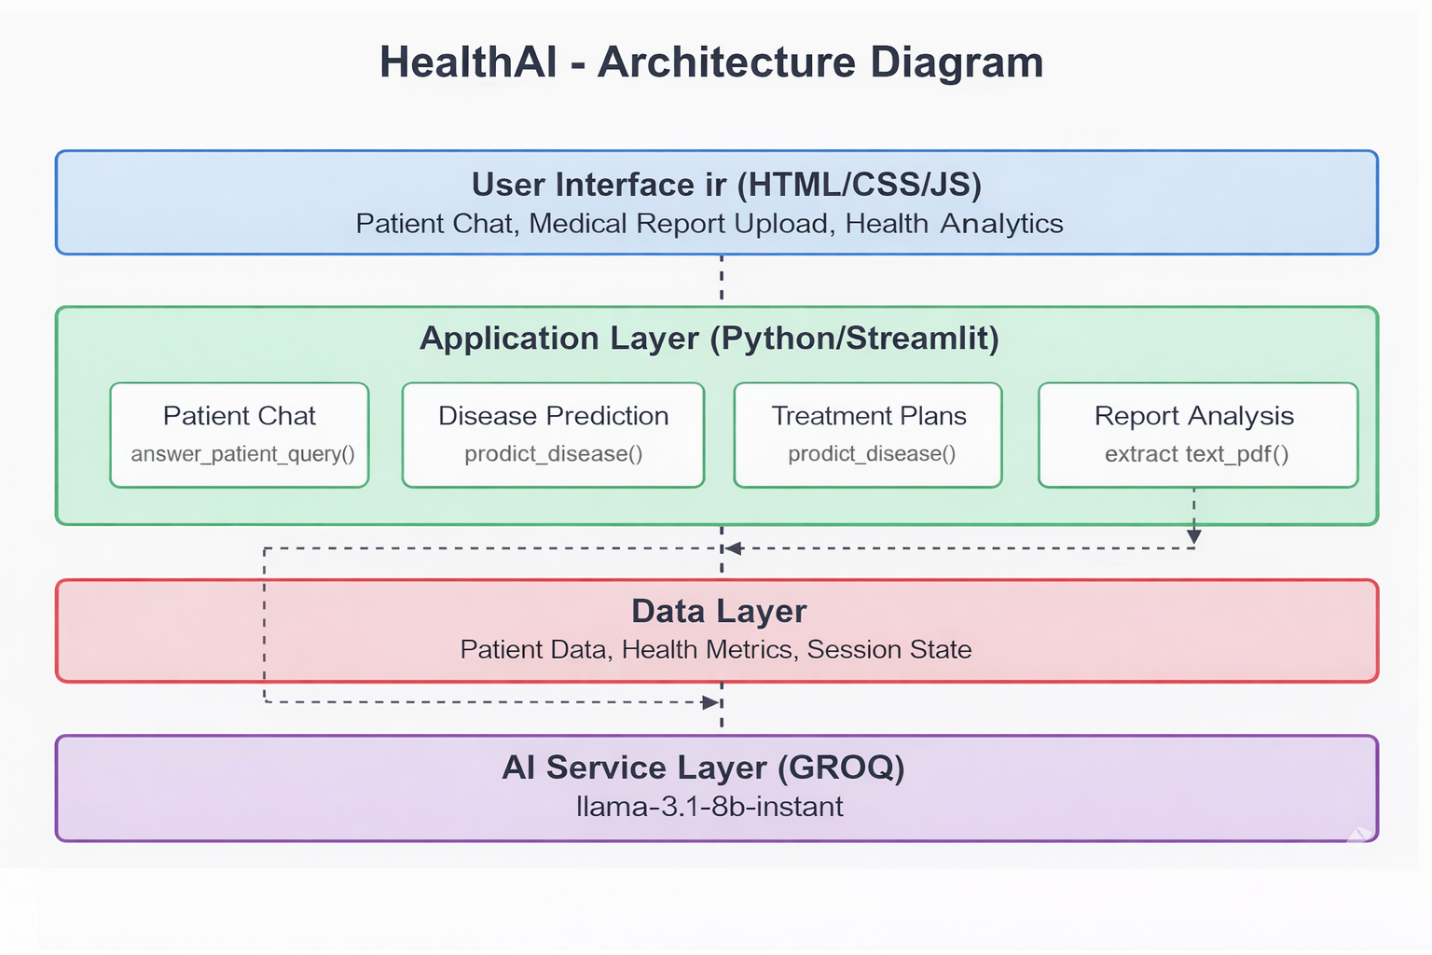 HealthAI - Architecture Diagram
User Interface ir (HTML/CSS/JS)
Patient Chat, Medical Report Upload, Health Analytics
Application Layer (Python/Streamlit)
Patient Chat
answer_patient_query()
Disease Prediction
prodict_disease()
Treatment Plans
prodict_disease()
Report Analysis
extract text_pdf()
Data Layer
Patient Data, Health Metrics, Session State
AI Service Layer (GROQ)
llama-3.1-8b-instant